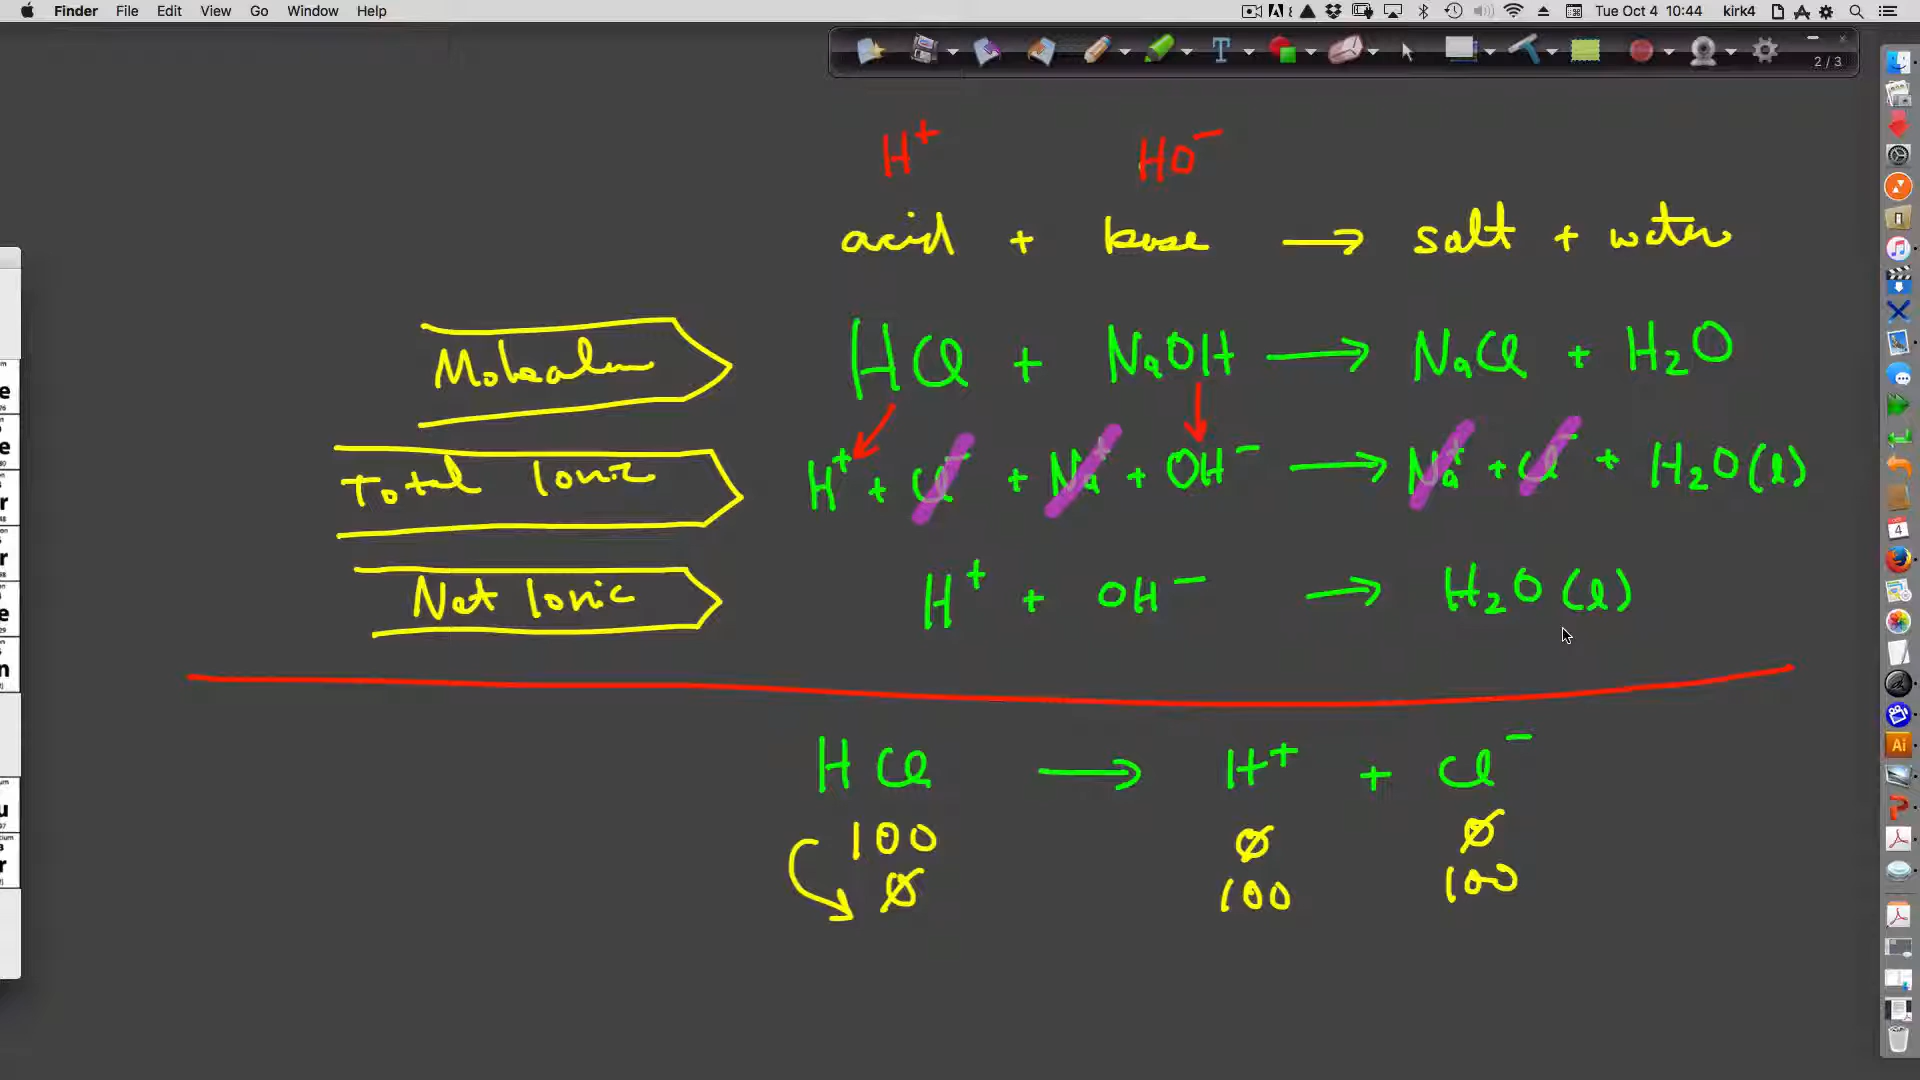 Finder File Edit View Go Window Help Tue Oct 4 10:44 kirk4
2 / 3
H⁺ HO⁻
acid + base → salt + water
Molecular HCl + NaOH → NaCl + H₂O
Total Ionic H⁺ + Cl⁻ + Na⁺ + OH⁻ → Na⁺ + Cl⁻ + H₂O(l)
Net Ionic H⁺ + OH⁻ → H₂O(l)
HCl → H⁺ + Cl⁻
100 ∅ ∅
∅ 100 100